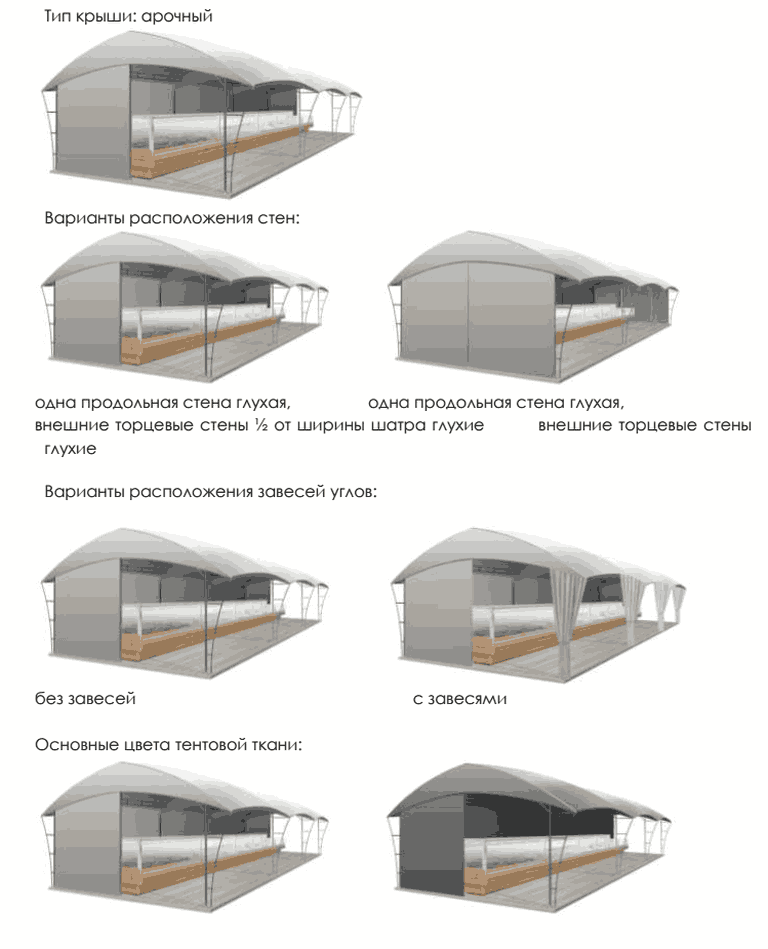 Тип крыши: арочный
Варианты расположения стен:
одна продольная стена глухая, одна продольная стена глухая,
внешние торцевые стены ½ от ширины шатра глухие внешние торцевые стены
глухие
Варианты расположения завесей углов:
без завесей с завесями
Основные цвета тентовой ткани: